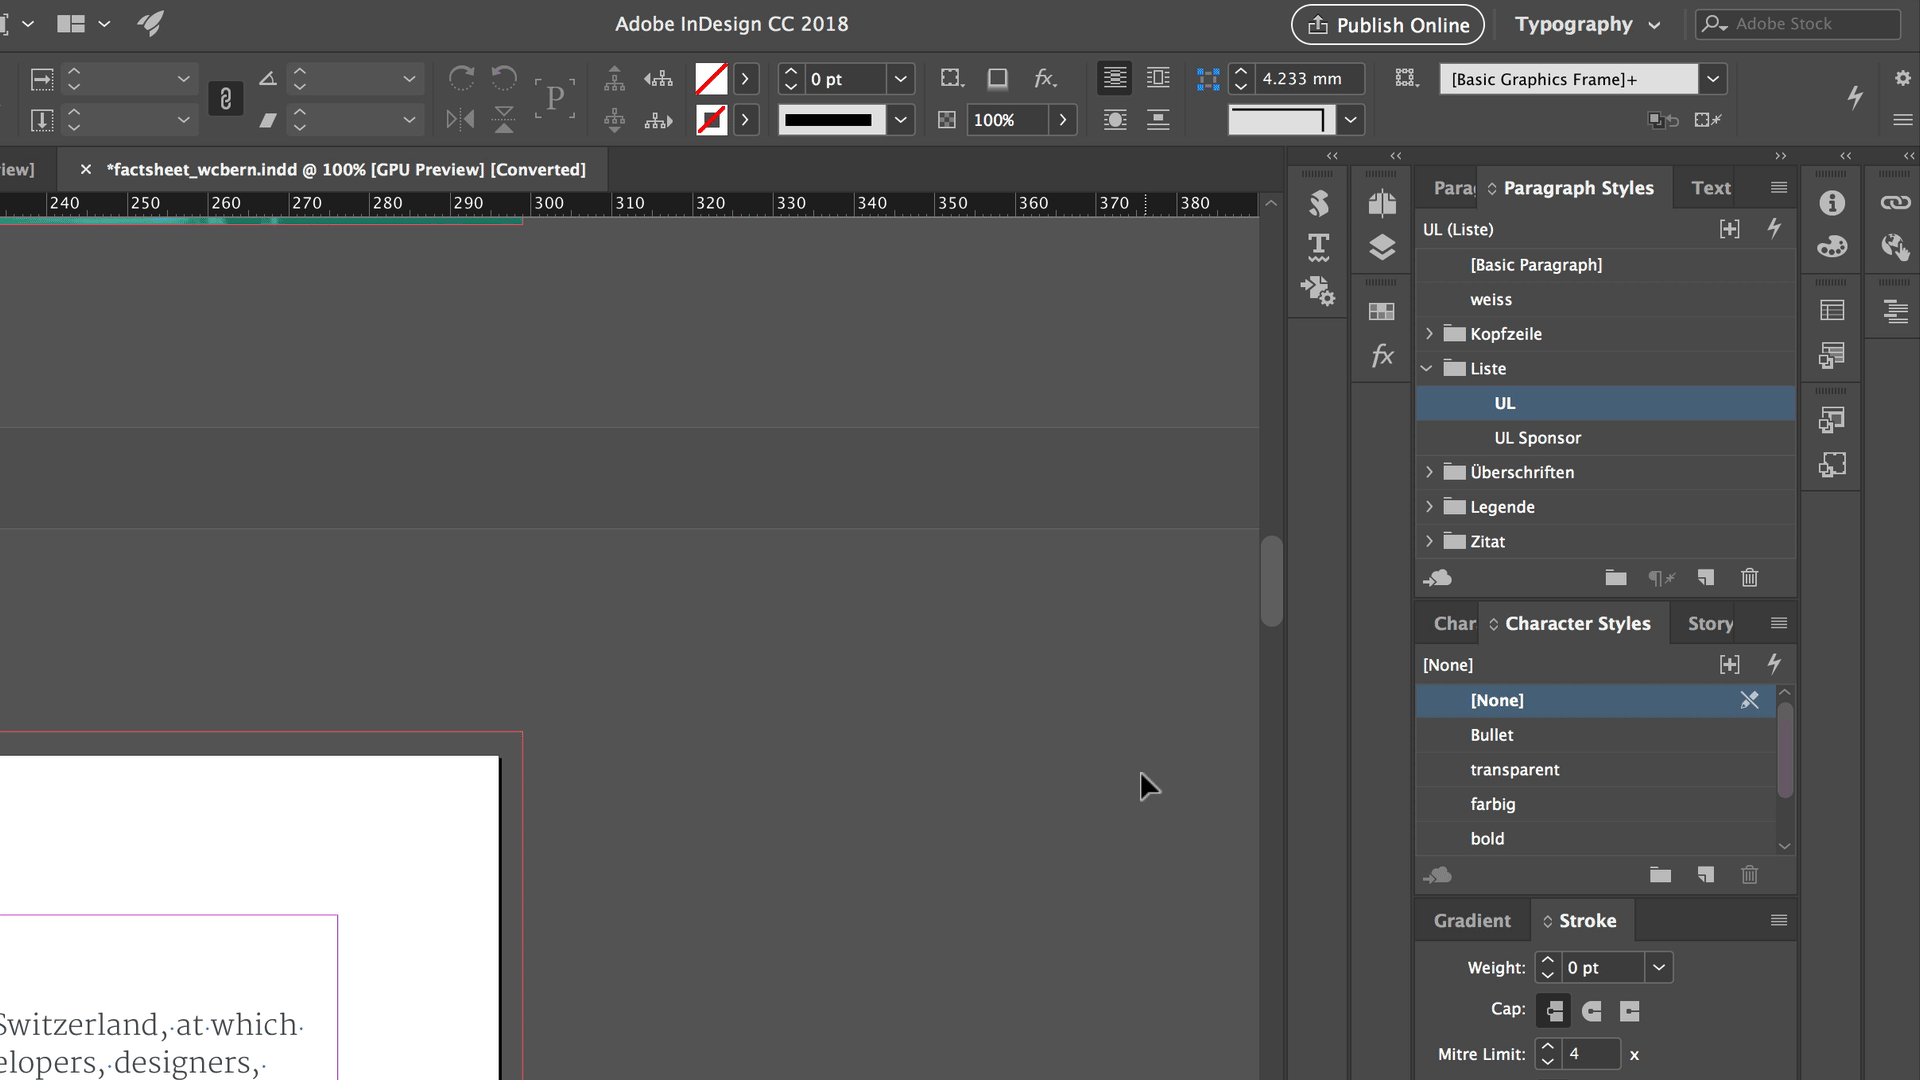 Adobe InDesign CC 2018
Publish Online
Typography
Adobe Stock
0 pt
4.233 mm
[Basic Graphics Frame]+
P
fx
100%
iew]
× *factsheet_wcbern.indd @ 100% [GPU Preview] [Converted]
240 250 260 270 280 290 300 310 320 330 340 350 360 370 380
Para
Paragraph Styles
Text
UL (Liste)
[Basic Paragraph]
weiss
Kopfzeile
Liste
UL
UL Sponsor
Überschriften
Legende
Zitat
fx
Char
Character Styles
Story
[None]
[None]
Bullet
transparent
farbig
bold
Gradient
Stroke
Weight: 0 pt
Cap:
Mitre Limit: 4 x
Switzerland, at which
elopers, designers,